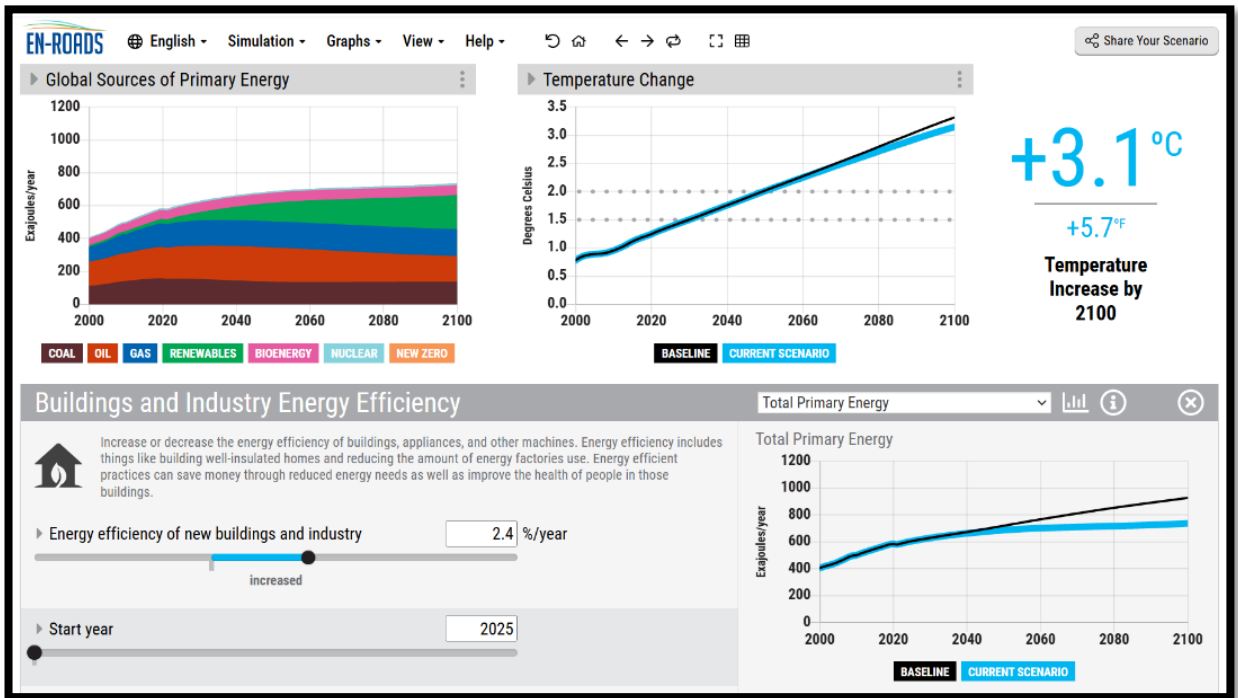 EN-ROADS English Simulation Graphs View Help Share Your Scenario
Global Sources of Primary Energy
Exajoules/year
1200
1000
800
600
400
200
0
2000 2020 2040 2060 2080 2100
COAL OIL GAS RENEWABLES BIOENERGY NUCLEAR NEW ZERO
Temperature Change
Degrees Celsius
3.5
3.0
2.5
2.0
1.5
1.0
0.5
0.0
2000 2020 2040 2060 2080 2100
BASELINE CURRENT SCENARIO
+3.1 ºC
+5.7 °F
Temperature
Increase by
2100
Buildings and Industry Energy Efficiency
Total Primary Energy
Increase or decrease the energy efficiency of buildings, appliances, and other machines. Energy efficiency includes
things like building well-insulated homes and reducing the amount of energy factories use. Energy efficient
practices can save money through reduced energy needs as well as improve the health of people in those
buildings.
Energy efficiency of new buildings and industry 2.4 %/year
increased
Start year 2025
Total Primary Energy
Exajoules/year
1200
1000
800
600
400
200
0
2000 2020 2040 2060 2080 2100
BASELINE CURRENT SCENARIO